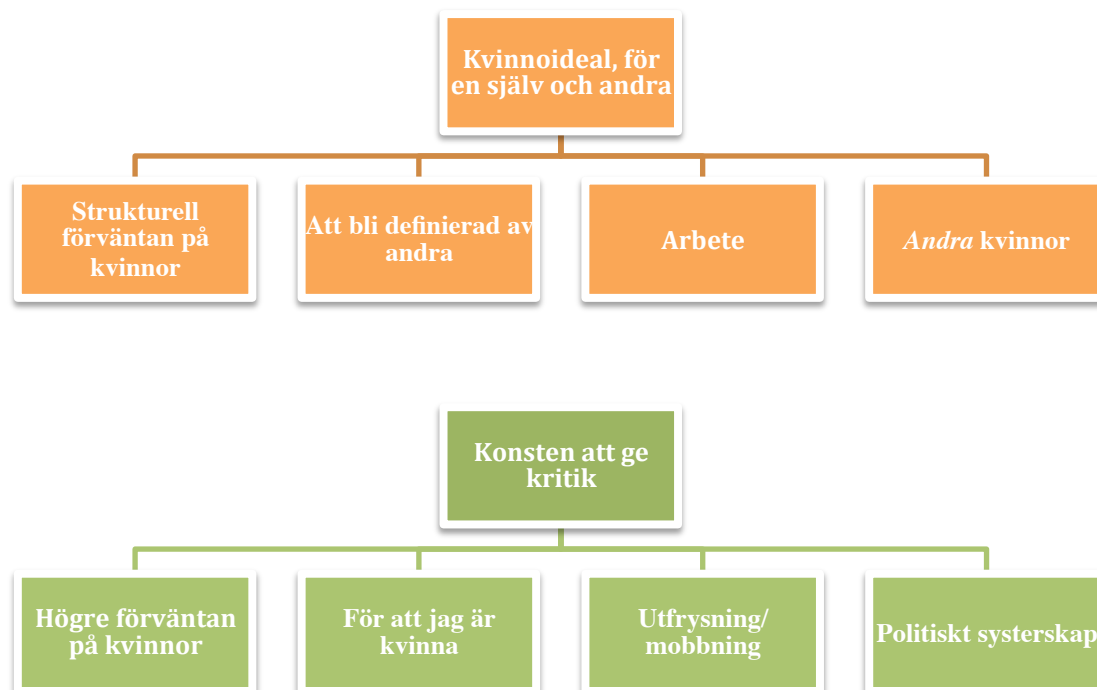 Kvinnoideal, för
en själv och andra
Strukturell
förväntan på
kvinnor
Att bli definierad av
andra
Arbete
Andra kvinnor
Konsten att ge
kritik
Högre förväntan
på kvinnor
För att jag är
kvinna
Utfrysning/
mobbning
Politiskt systerskap